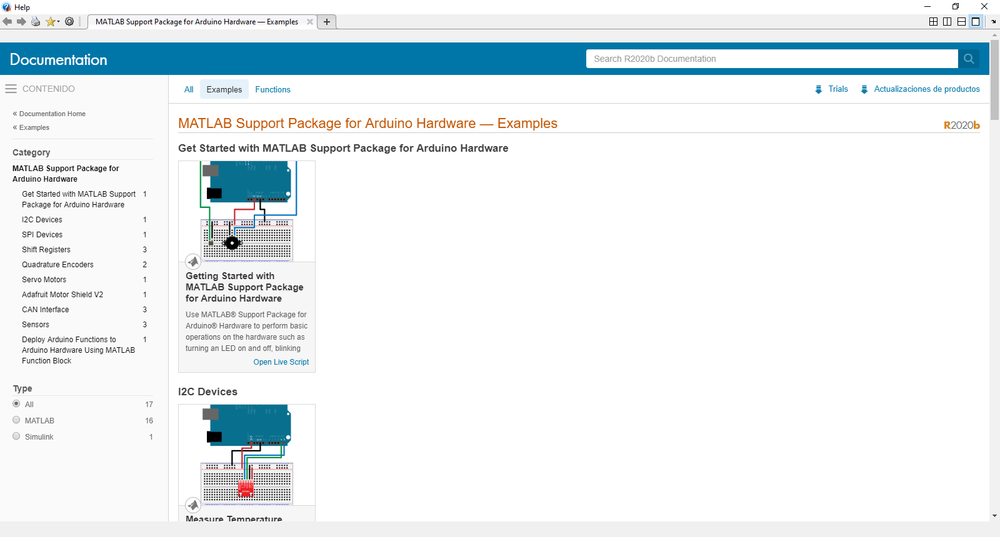 Help
MATLAB Support Package for Arduino Hardware — Examples
Documentation
Search R2020b Documentation
CONTENIDO
All
Examples
Functions
Trials
Actualizaciones de productos
« Documentation Home
« Examples
Category
MATLAB Support Package for
Arduino Hardware
Get Started with MATLAB Support 1
Package for Arduino Hardware
I2C Devices 1
SPI Devices 1
Shift Registers 3
Quadrature Encoders 2
Servo Motors 1
Adafruit Motor Shield V2 1
CAN Interface 3
Sensors 3
Deploy Arduino Functions to 1
Arduino Hardware Using MATLAB
Function Block
Type
All 17
MATLAB 16
Simulink 1
MATLAB Support Package for Arduino Hardware — Examples
R2020b
Get Started with MATLAB Support Package for Arduino Hardware
Getting Started with
MATLAB Support Package
for Arduino Hardware
Use MATLAB® Support Package for
Arduino® Hardware to perform basic
operations on the hardware such as
turning an LED on and off, blinking
Open Live Script
I2C Devices
Measure Temperature